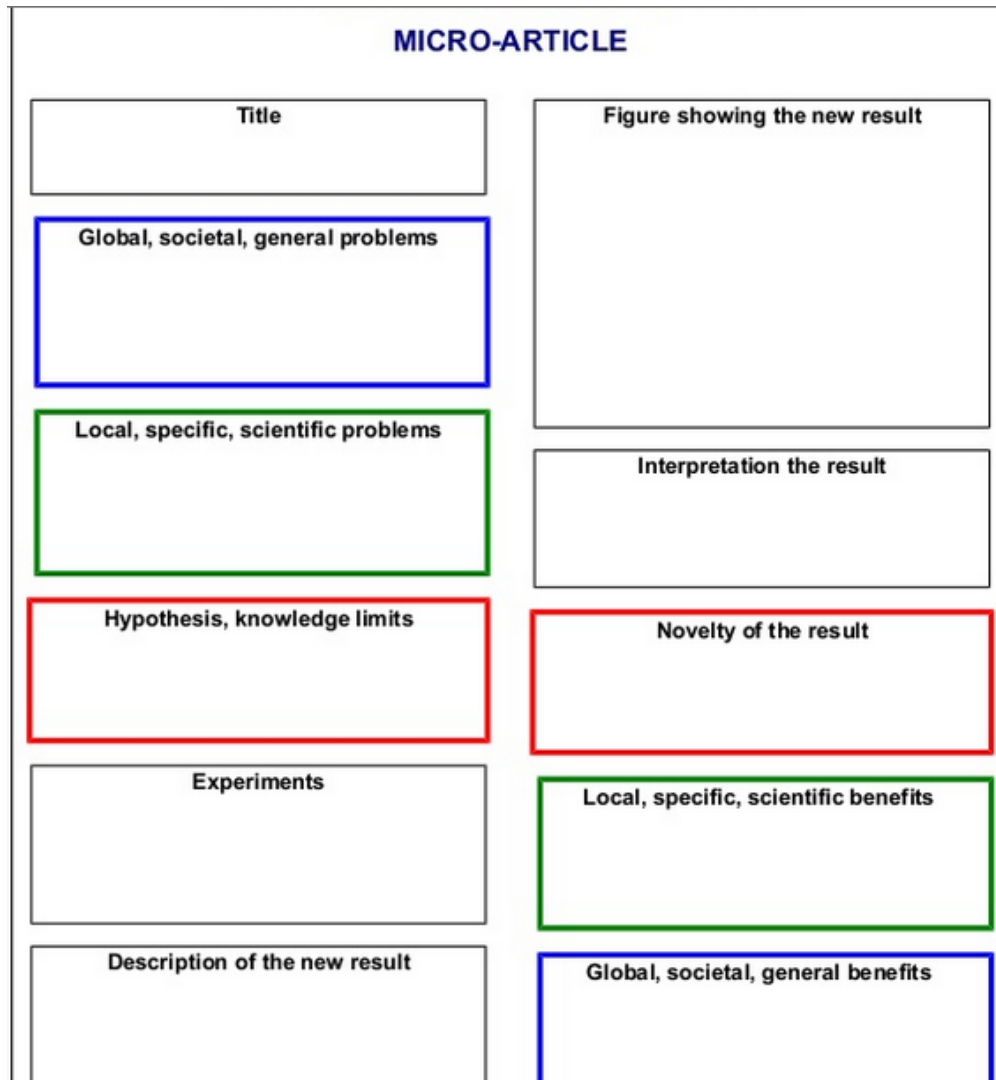 MICRO-ARTICLE
Title
Global, societal, general problems
Local, specific, scientific problems
Hypothesis, knowledge limits
Experiments
Description of the new result
Figure showing the new result
Interpretation the result
Novelty of the result
Local, specific, scientific benefits
Global, societal, general benefits